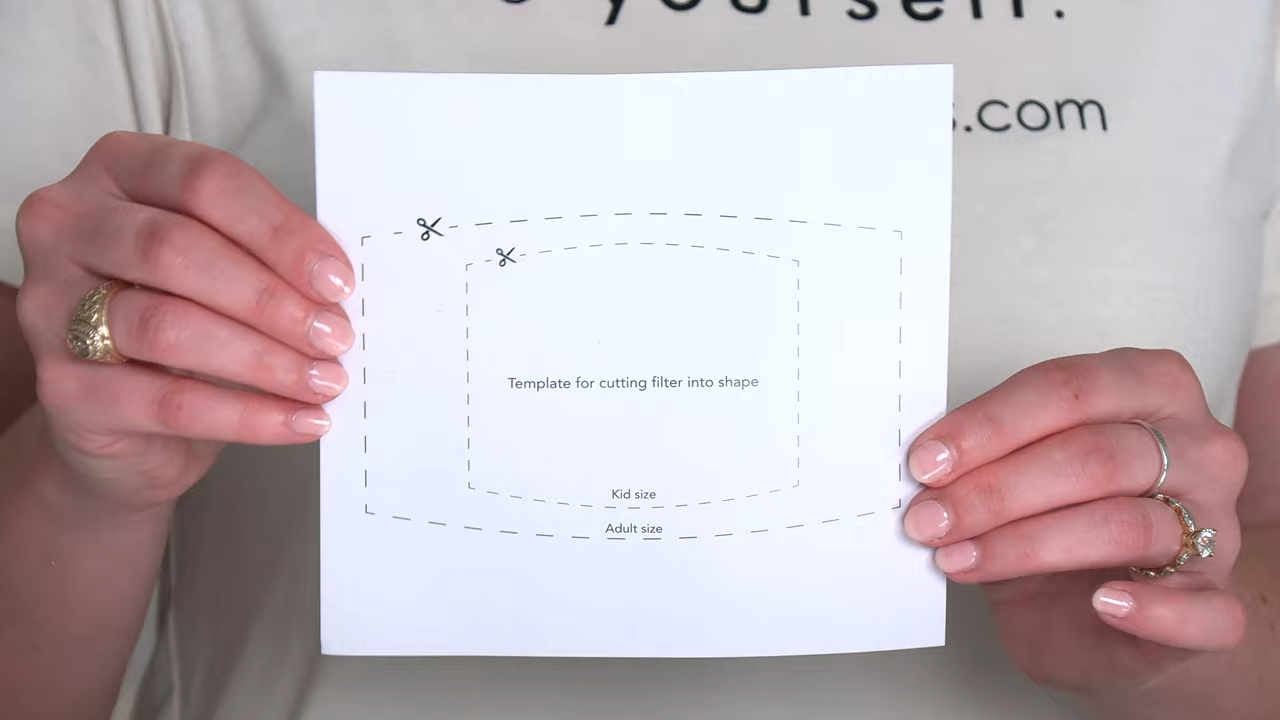 yourself.
.com
Template for cutting filter into shape
Kid size
Adult size